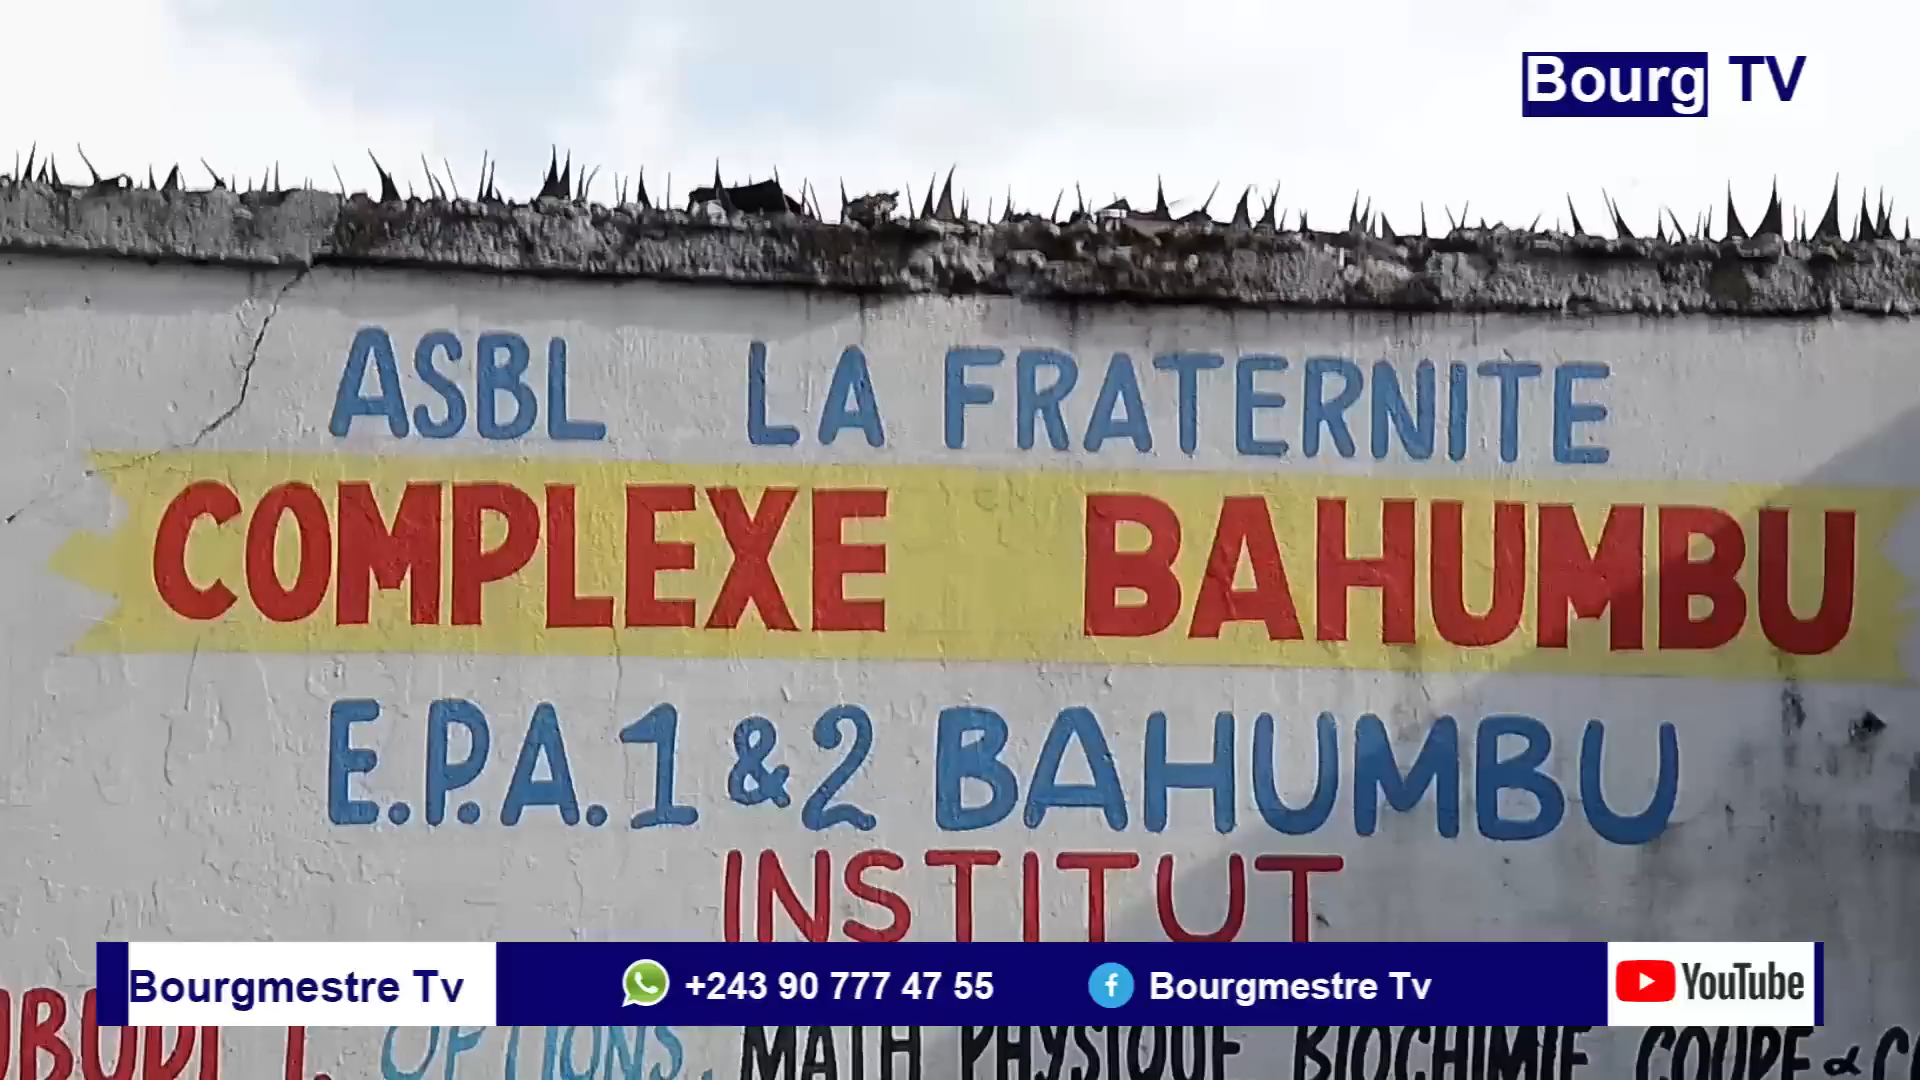 Bourg TV
ASBL LA FRATERNITE
COMPLEXE BAHUMBU
E.P.A. 1 & 2 BAHUMBU
INSTITUT
Bourgmestre Tv +243 90 777 47 55 Bourgmestre Tv YouTube
OPTIONS. MATH PHYSIQUE BIOCHIMIE COUPE